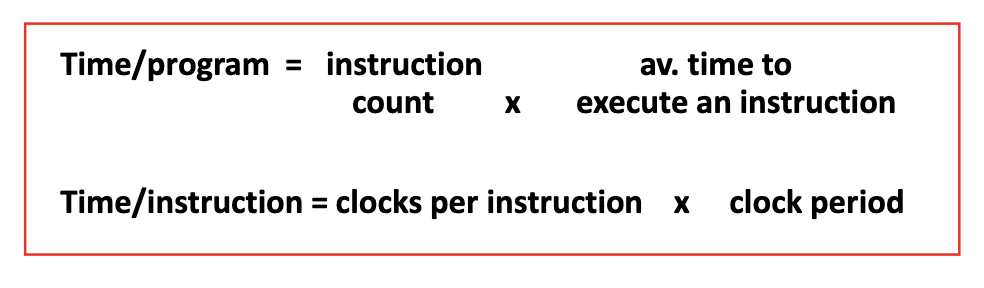 Time/program = instruction av. time to
count x execute an instruction
Time/instruction = clocks per instruction x clock period